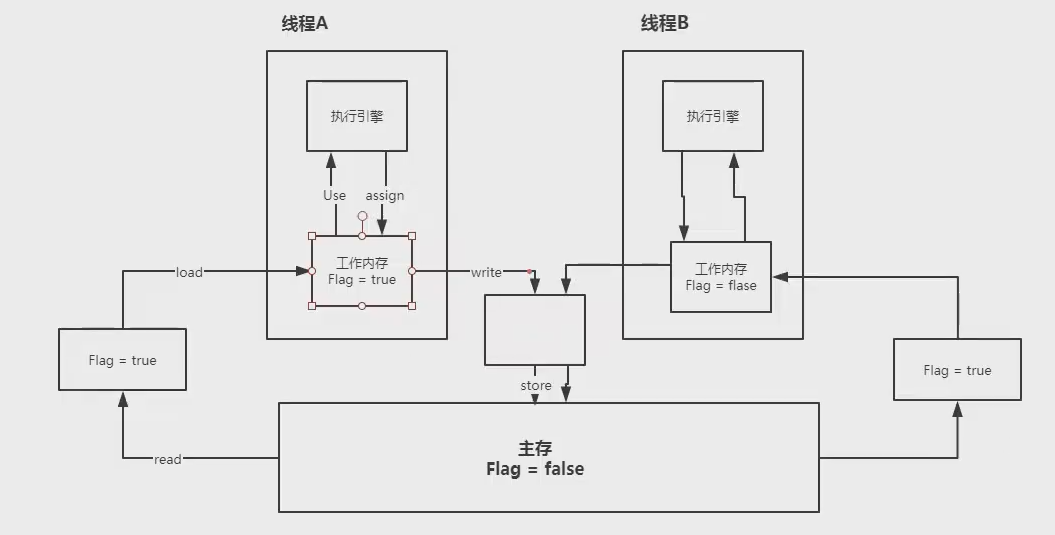 线程A
线程B
执行引擎
执行引擎
Use
assign
工作内存
Flag = true
工作内存
Flag = flase
load
write
Flag = true
Flag = true
store
主存
Flag = false
read